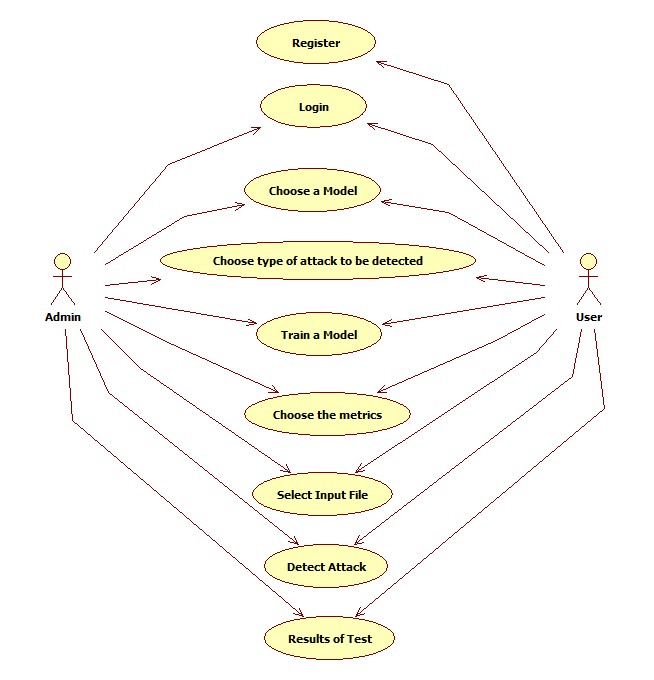 Register
Login
Choose a Model
Choose type of attack to be detected
Admin
User
Train a Model
Choose the metrics
Select Input File
Detect Attack
Results of Test